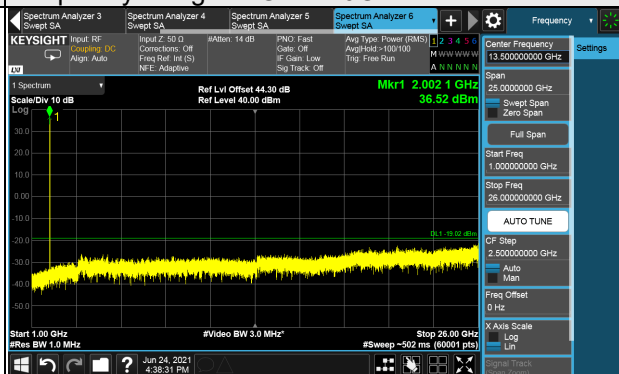 Spectrum Analyzer 3
Swept SA
Spectrum Analyzer 4
Swept SA
Spectrum Analyzer 5
Swept SA
Spectrum Analyzer 6
Swept SA
Frequency
KEYSIGHT
Input: RF
Coupling: DC
Align: Auto
Input Z: 50 Ω
Corrections: Off
Freq Ref: Int (S)
NFE: Adaptive
#Atten: 14 dB
PNO: Fast
Gate: Off
IF Gain: Low
Sig Track: Off
Avg Type: Power (RMS)
Avg|Hold:>100/100
Trig: Free Run
1 2 3 4 5 6
M W W W W W
A N N N N N
LXI
1 Spectrum
Scale/Div 10 dB
Log
Ref Lvl Offset 44.30 dB
Ref Level 40.00 dBm
Mkr1 2.002 1 GHz
36.52 dBm
1
30.0
20.0
10.0
0.00
-10.0
-20.0
-30.0
-40.0
-50.0
DL1 -19.02 dBm
Start 1.00 GHz
#Res BW 1.0 MHz
#Video BW 3.0 MHz*
Stop 26.00 GHz
#Sweep ~502 ms (60001 pts)
Jun 24, 2021
4:38:31 PM
Center Frequency
13.500000000 GHz
Settings
Span
25.0000000 GHz
Swept Span
Zero Span
Full Span
Start Freq
1.000000000 GHz
Stop Freq
26.000000000 GHz
AUTO TUNE
CF Step
2.500000000 GHz
Auto
Man
Freq Offset
0 Hz
X Axis Scale
Log
Lin
Signal Track